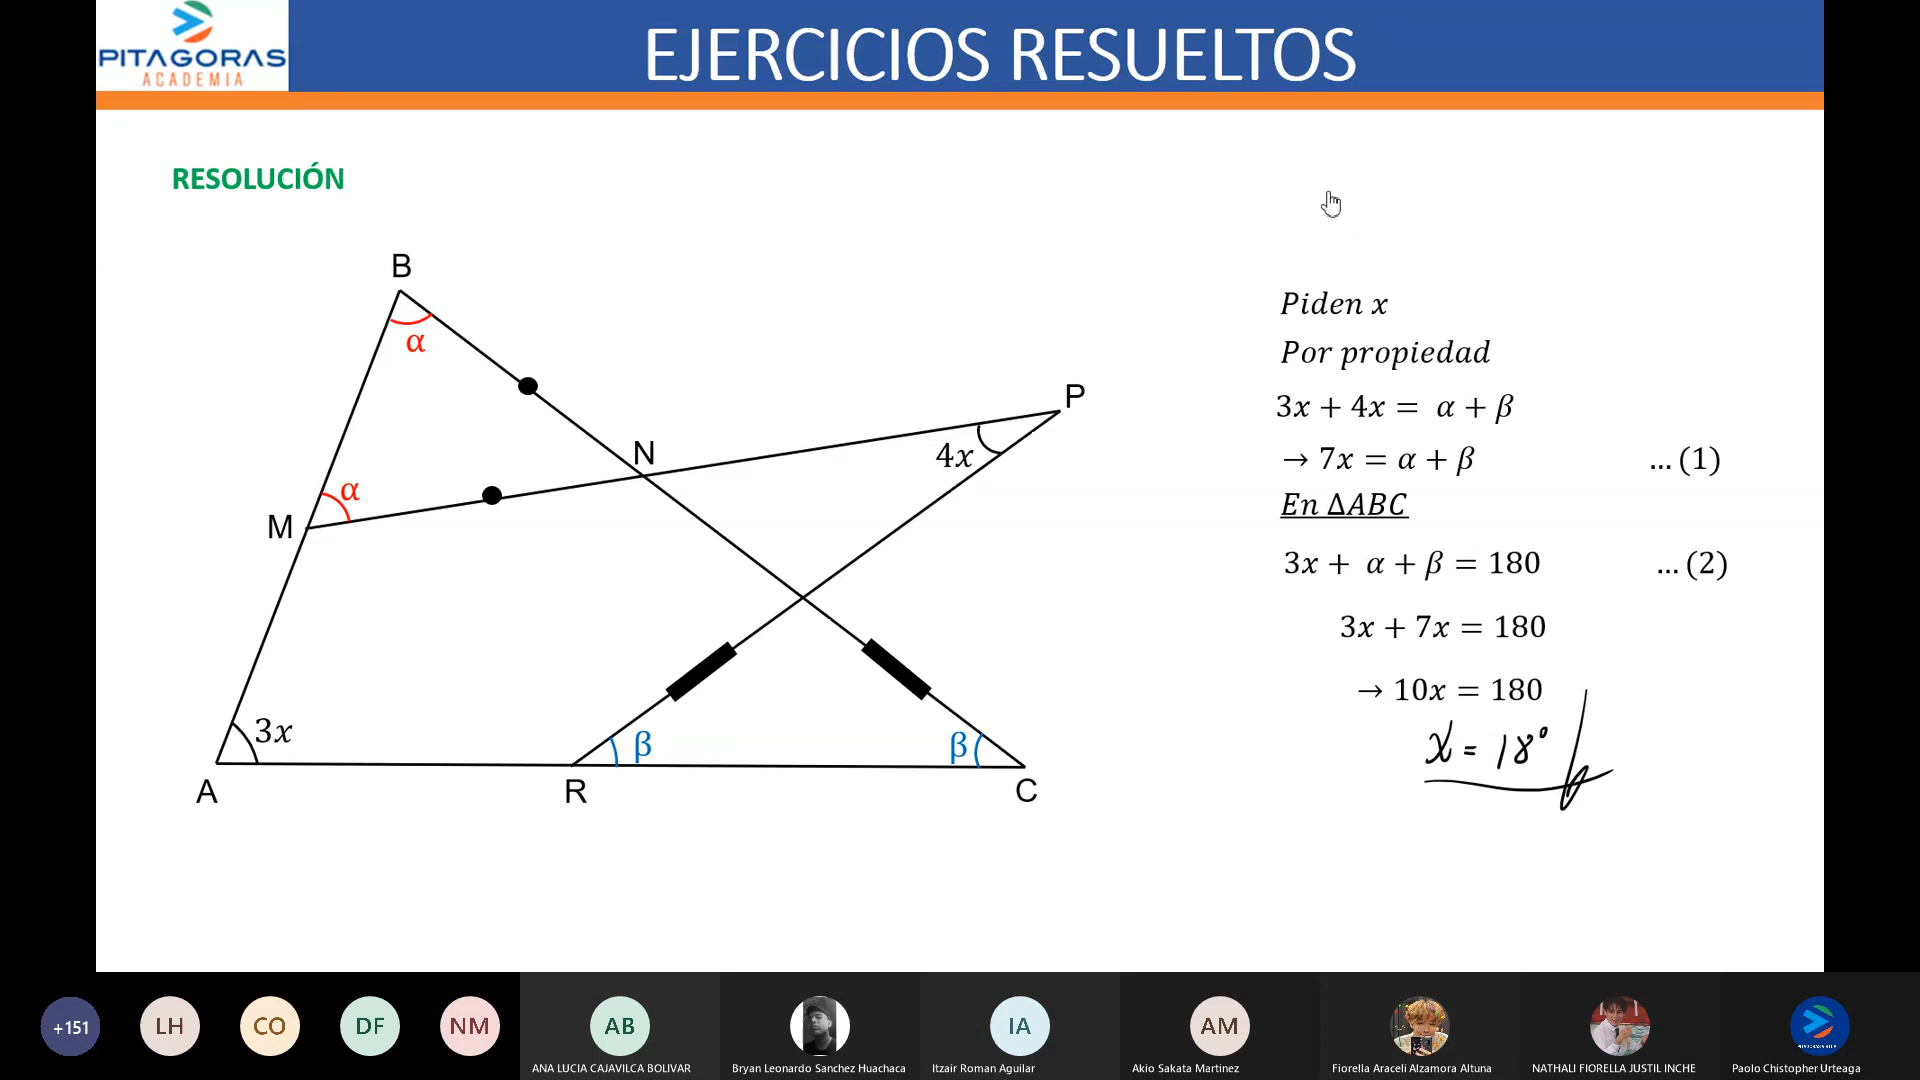 PITAGORAS
ACADEMIA
EJERCICIOS RESUELTOS
RESOLUCIÓN
B
α
P
N
4x
α
M
3x
β
β
A
R
C
Piden x
Por propiedad
3x + 4x = α + β
→ 7x = α + β ... (1)
En ΔABC
3x + α + β = 180 ... (2)
3x + 7x = 180
→ 10x = 180
x = 18°
+151
LH
CO
DF
NM
AB
IA
AM
ANA LUCIA CAJAVILCA BOLIVAR
Bryan Leonardo Sanchez Huachaca
Itzair Roman Aguilar
Akio Sakata Martinez
Fiorella Araceli Alzamora Altuna
NATHALI FIORELLA JUSTIL INCHE
Paolo Chistopher Urteaga